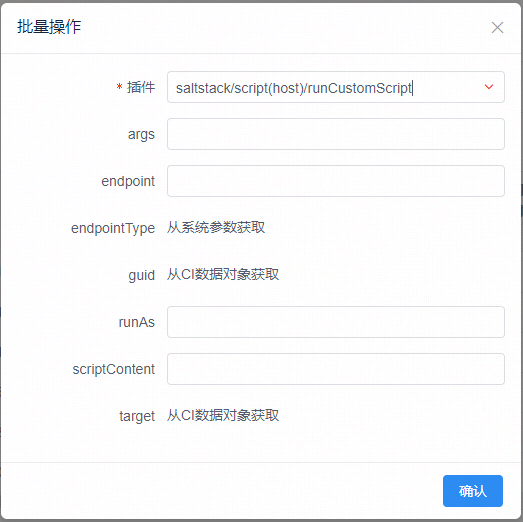 批量操作
* 插件 saltstack/script(host)/runCustomScript
args
endpoint
endpointType 从系统参数获取
guid 从CI数据对象获取
runAs
scriptContent
target 从CI数据对象获取
确认